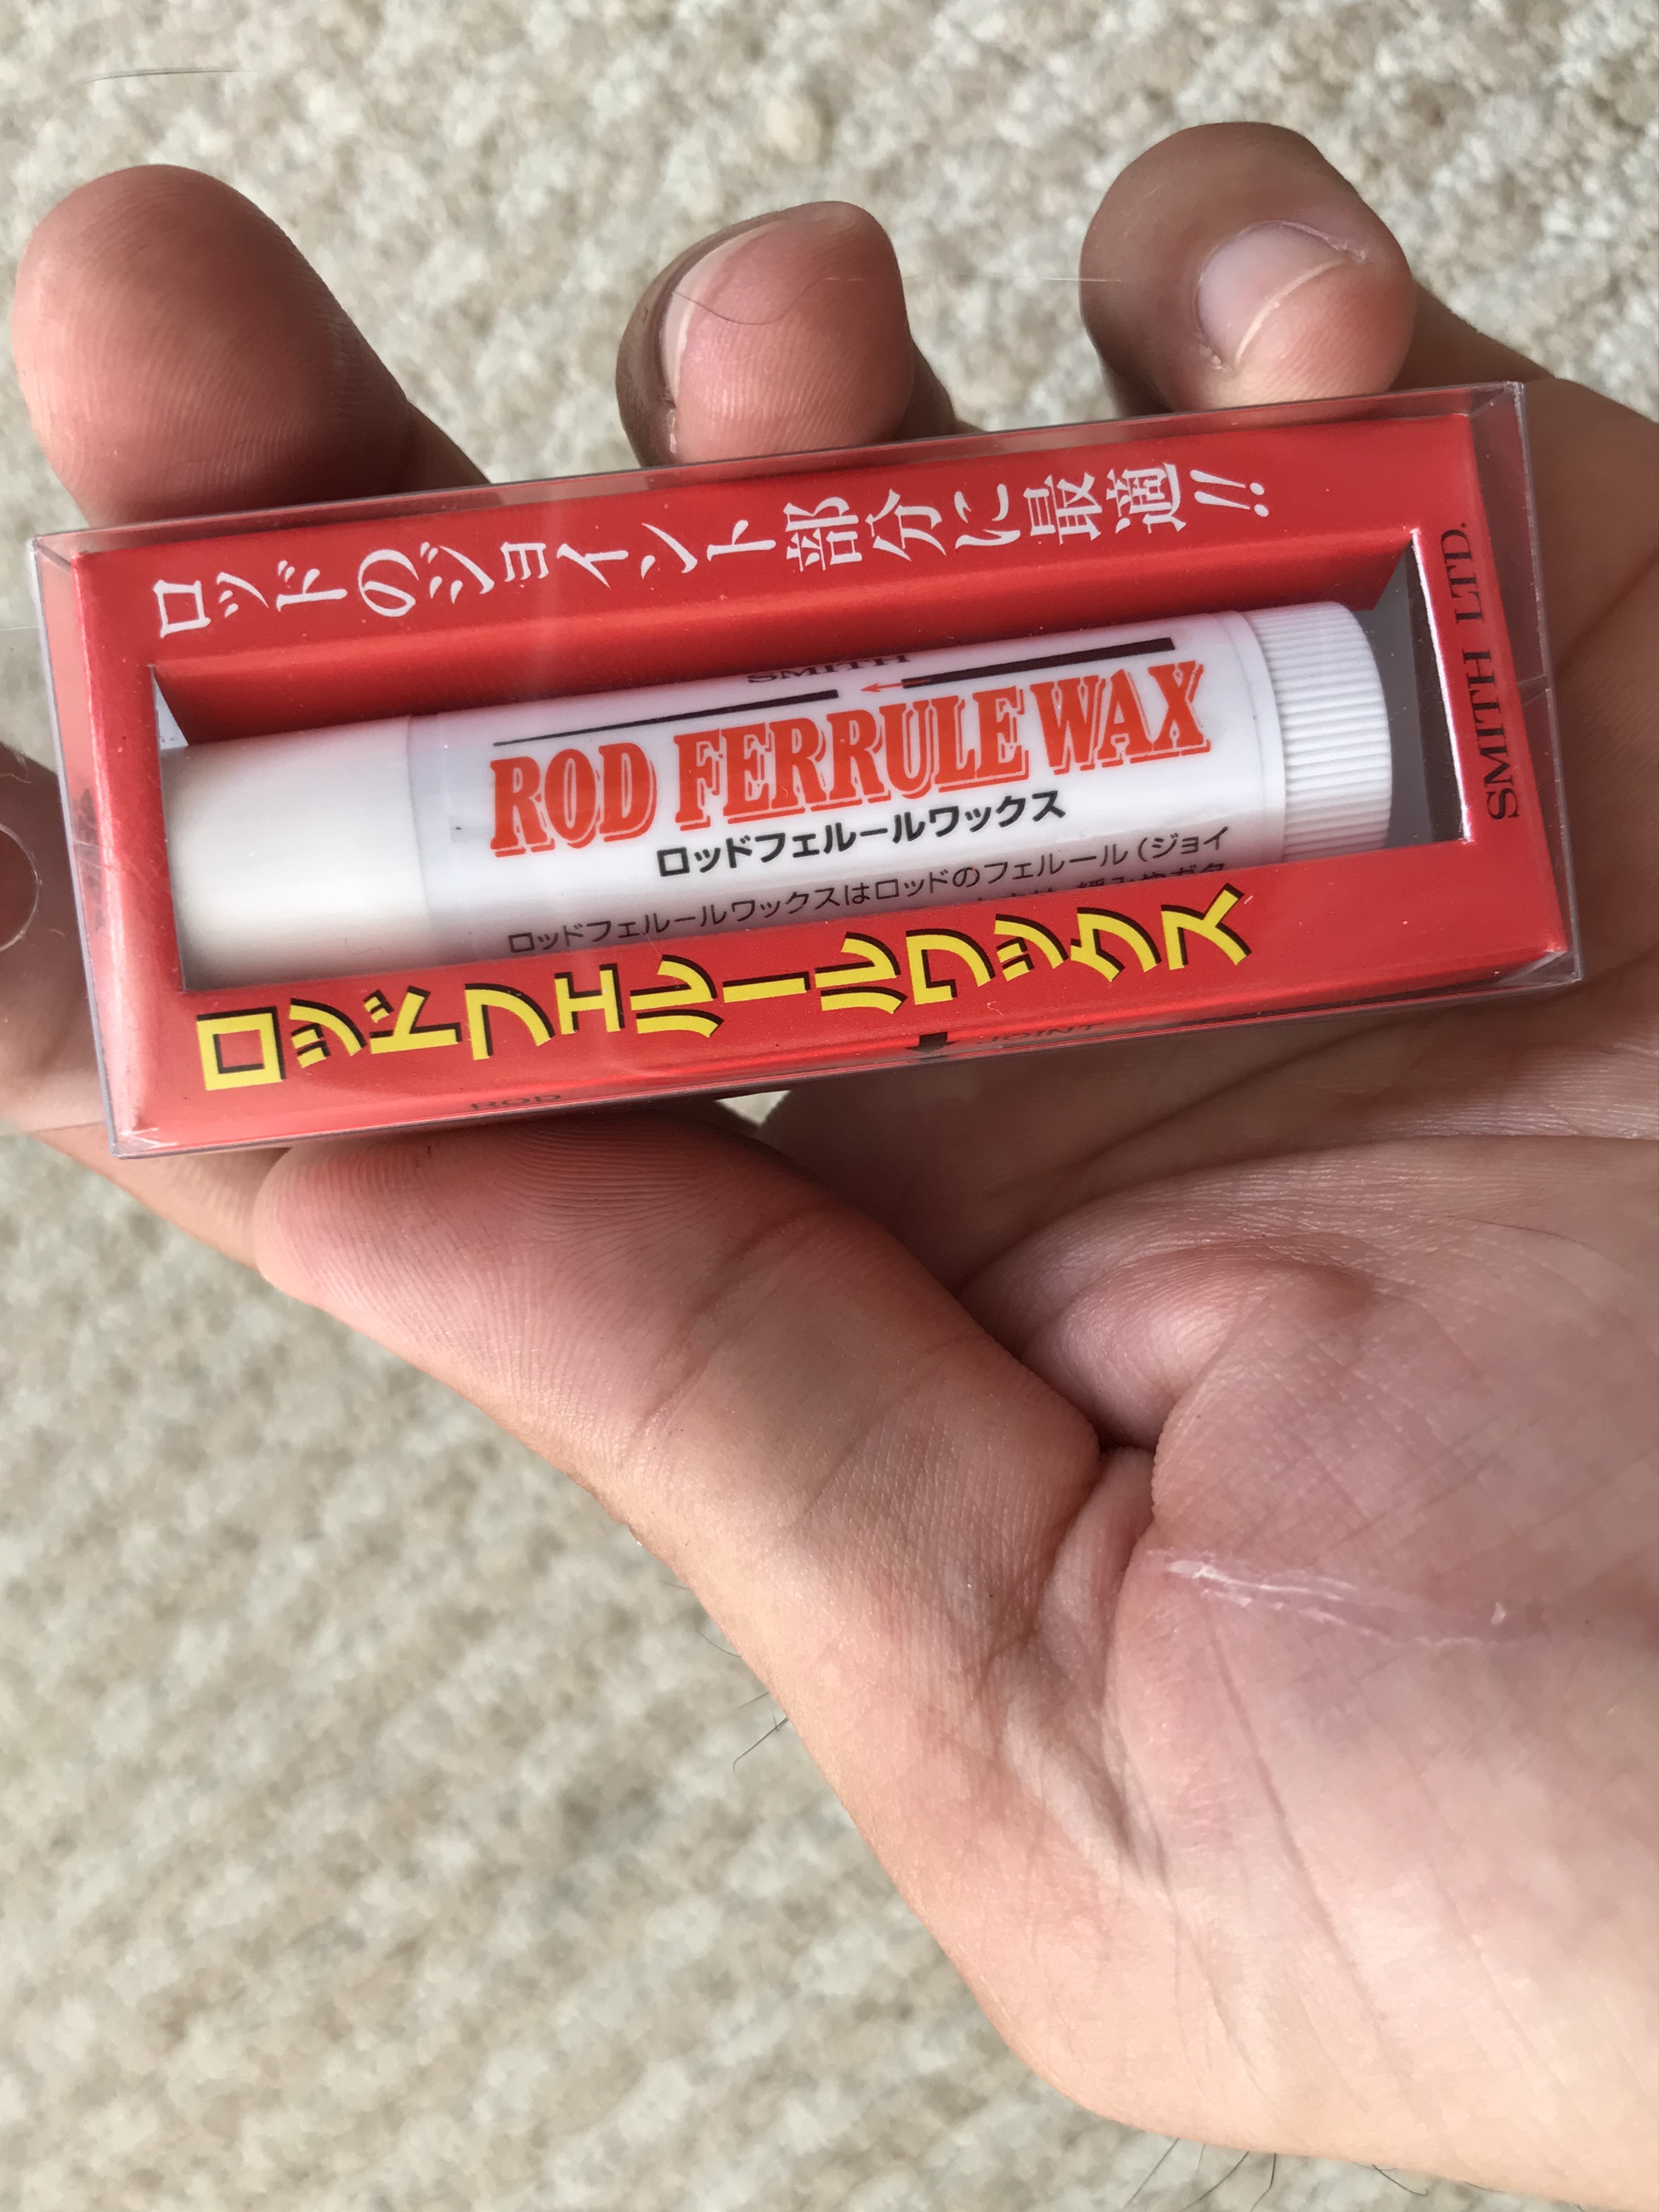 ロッドのジョイント部分に最適!!
SMITH LTD.
SMITH
ROD FERRULE WAX
ロッドフェルールワックス
ロッドフェルールワックスはロッドのフェルール(ジョイ
ロッドフェルールワックス
JOINT
ROD